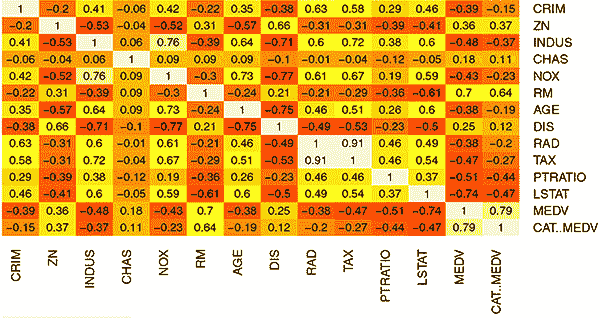 1 -0.2 0.41 -0.06 0.42 -0.22 0.35 -0.38 0.63 0.58 0.29 0.46 -0.39 -0.15 CRIM
-0.2 1 -0.53 -0.04 -0.52 0.31 -0.57 0.66 -0.31 -0.31 -0.39 -0.41 0.36 0.37 ZN
0.41 -0.53 1 0.06 0.76 -0.39 0.64 -0.71 0.6 0.72 0.38 0.6 -0.48 -0.37 INDUS
-0.06 -0.04 0.06 1 0.09 0.09 0.09 -0.1 -0.01 -0.04 -0.12 -0.05 0.18 0.11 CHAS
0.42 -0.52 0.76 0.09 1 -0.3 0.73 -0.77 0.61 0.67 0.19 0.59 -0.43 -0.23 NOX
-0.22 0.31 -0.39 0.09 -0.3 1 -0.24 0.21 -0.21 -0.29 -0.36 -0.61 0.7 0.64 RM
0.35 -0.57 0.64 0.09 0.73 -0.24 1 -0.75 0.46 0.51 0.26 0.6 -0.38 -0.19 AGE
-0.38 0.66 -0.71 -0.1 -0.77 0.21 -0.75 1 -0.49 -0.53 -0.23 -0.5 0.25 0.12 DIS
0.63 -0.31 0.6 -0.01 0.61 -0.21 0.46 -0.49 1 0.91 0.46 0.49 -0.38 -0.2 RAD
0.58 -0.31 0.72 -0.04 0.67 -0.29 0.51 -0.53 0.91 1 0.46 0.54 -0.47 -0.27 TAX
0.29 -0.39 0.38 -0.12 0.19 -0.36 0.26 -0.23 0.46 0.46 1 0.37 -0.51 -0.44 PTRATIO
0.46 -0.41 0.6 -0.05 0.59 -0.61 0.6 -0.5 0.49 0.54 0.37 1 -0.74 -0.47 LSTAT
-0.39 0.36 -0.48 0.18 -0.43 0.7 -0.38 0.25 -0.38 -0.47 -0.51 -0.74 1 0.79 MEDV
-0.15 0.37 -0.37 0.11 -0.23 0.64 -0.19 0.12 -0.2 -0.27 -0.44 -0.47 0.79 1 CAT..MEDV
CRIM ZN INDUS CHAS NOX RM AGE DIS RAD TAX PTRATIO LSTAT MEDV CAT..MEDV